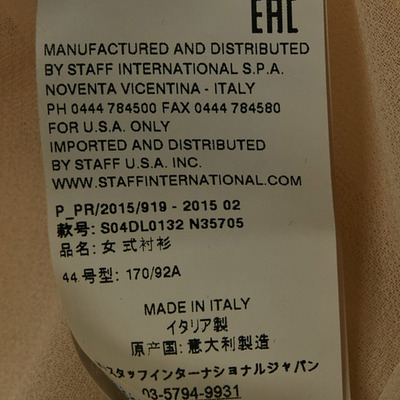 EAC
MANUFACTURED AND DISTRIBUTED
BY STAFF INTERNATIONAL S.P.A.
NOVENTA VICENTINA - ITALY
PH 0444 784500 FAX 0444 784580
FOR U.S.A. ONLY
IMPORTED AND DISTRIBUTED
BY STAFF U.S.A. INC.
WWW.STAFFINTERNATIONAL.COM
P_PR/2015/919 - 2015 02
款号: S04DL0132 N35705
品名: 女 式衬衫
44 号型: 170/92A
MADE IN ITALY
イタリア製
原产国: 意大利製造
スタッフインターナショナルジャパン
03-5794-9931